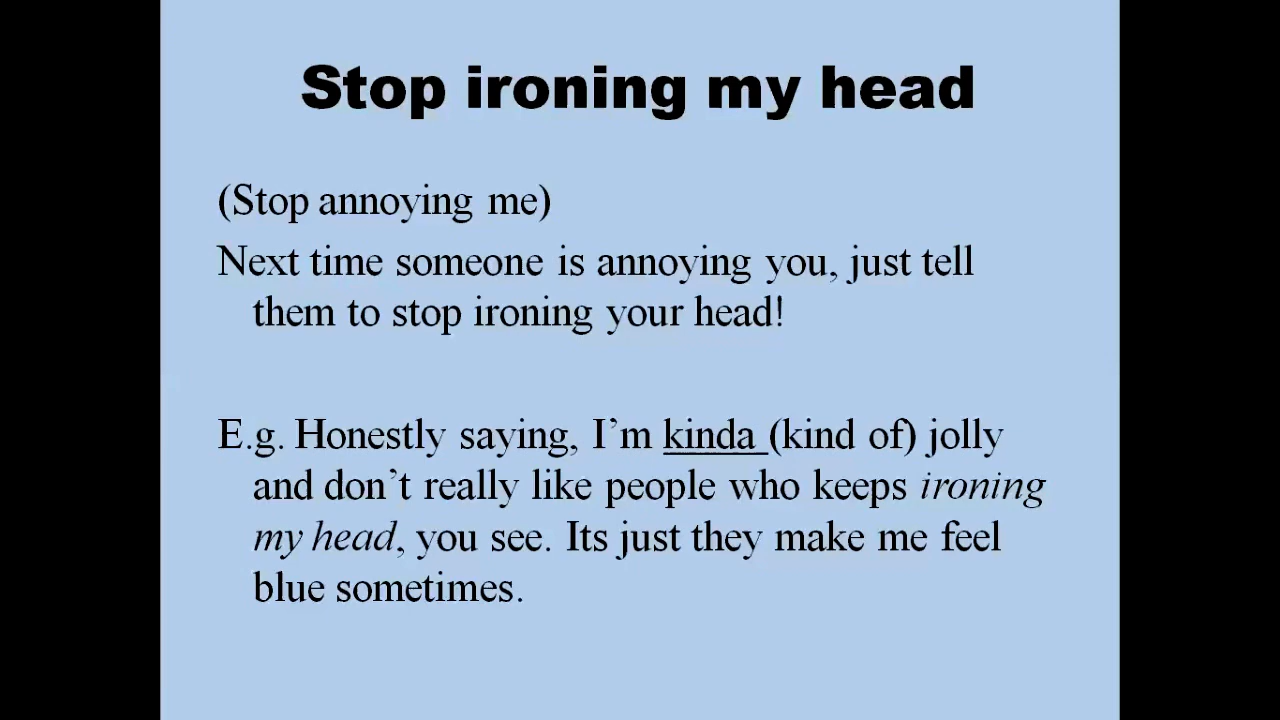 Stop ironing my head
(Stop annoying me)
Next time someone is annoying you, just tell
them to stop ironing your head!
E.g. Honestly saying, I’m kinda (kind of) jolly
and don’t really like people who keeps ironing
my head, you see. Its just they make me feel
blue sometimes.